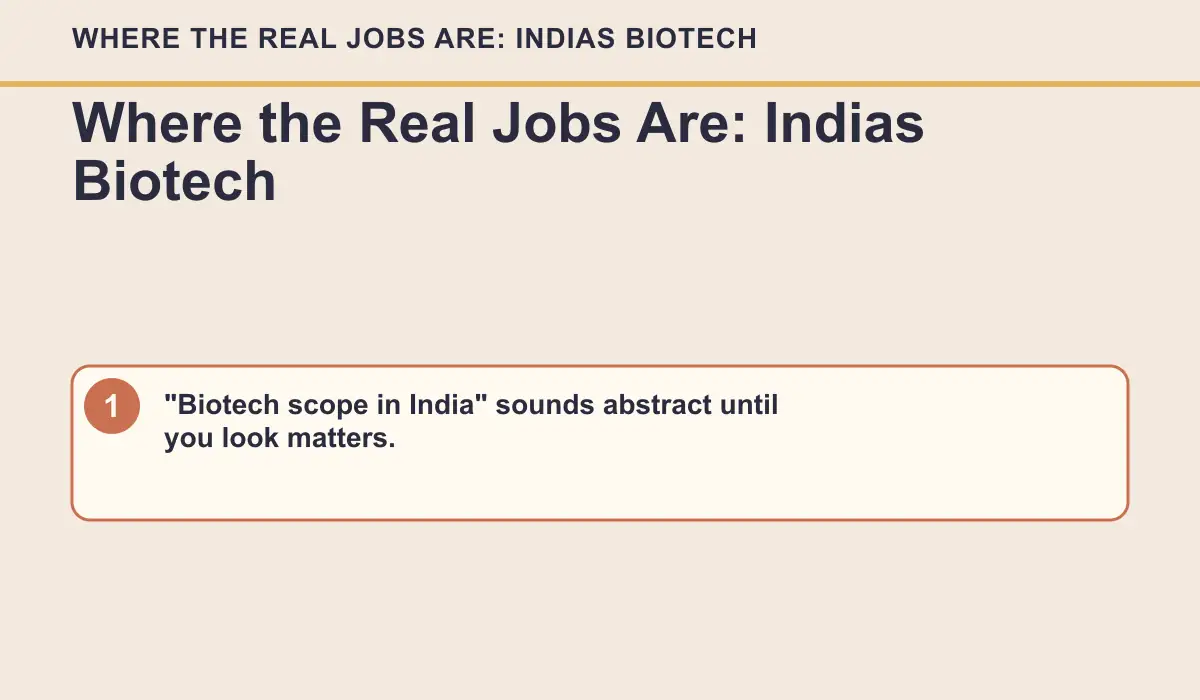 WHERE THE REAL JOBS ARE: INDIAS BIOTECH
Where the Real Jobs Are: Indias
Biotech
1
"Biotech scope in India" sounds abstract until
you look matters.